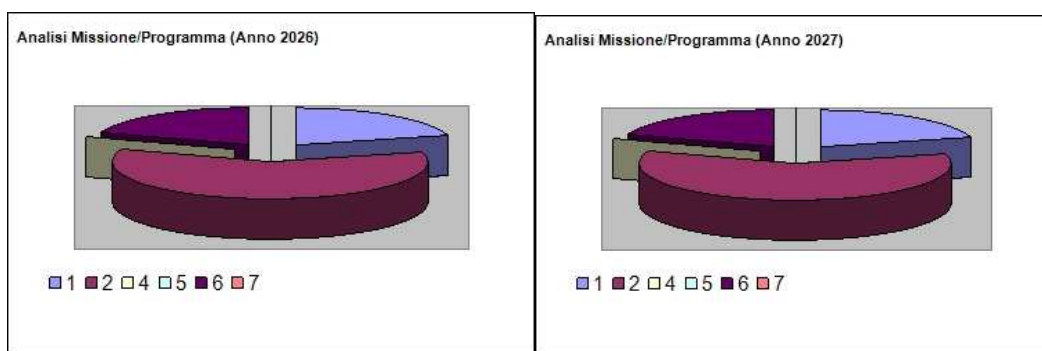 Analisi Missione/Programma (Anno 2026)
1 2 4 5 6 7
Analisi Missione/Programma (Anno 2027)
1 2 4 5 6 7